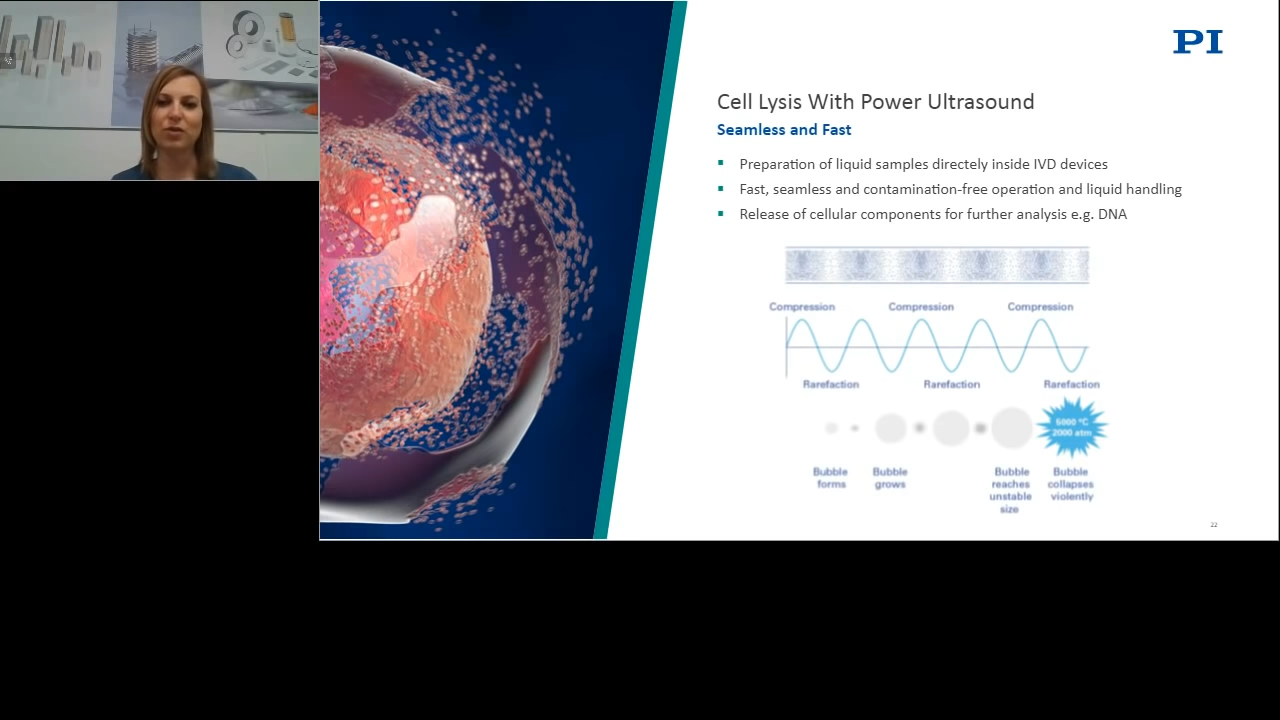 PI
Cell Lysis With Power Ultrasound
Seamless and Fast
Preparation of liquid samples directely inside IVD devices
Fast, seamless and contamination-free operation and liquid handling
Release of cellular components for further analysis e.g. DNA
Compression Compression Compression
Rarefaction Rarefaction Rarefaction
5000 °C
2000 atm
Bubble
forms
Bubble
grows
Bubble
reaches
unstable
size
Bubble
collapses
violently
22